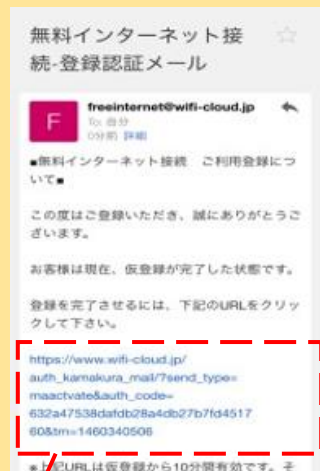 無料インターネット接
続-登録認証メール
F
freeinternet@wifi-cloud.jp
To: 自分
0分前 詳細
■無料インターネット接続 ご利用登録につ
いて■
この度はご登録いただき、誠にありがとうご
ざいます。
お客様は現在、仮登録が完了した状態です。
登録を完了させるには、下記のURLをクリッ
クして下さい。
https://www.wifi-cloud.jp/
auth_kamakura_mail/?send_type=
maactvate&auth_code=
632a47538dafdb28a4db27b7fd4517
60&tm=1460340506
※上記URLは仮登録から10分間有効です。そ